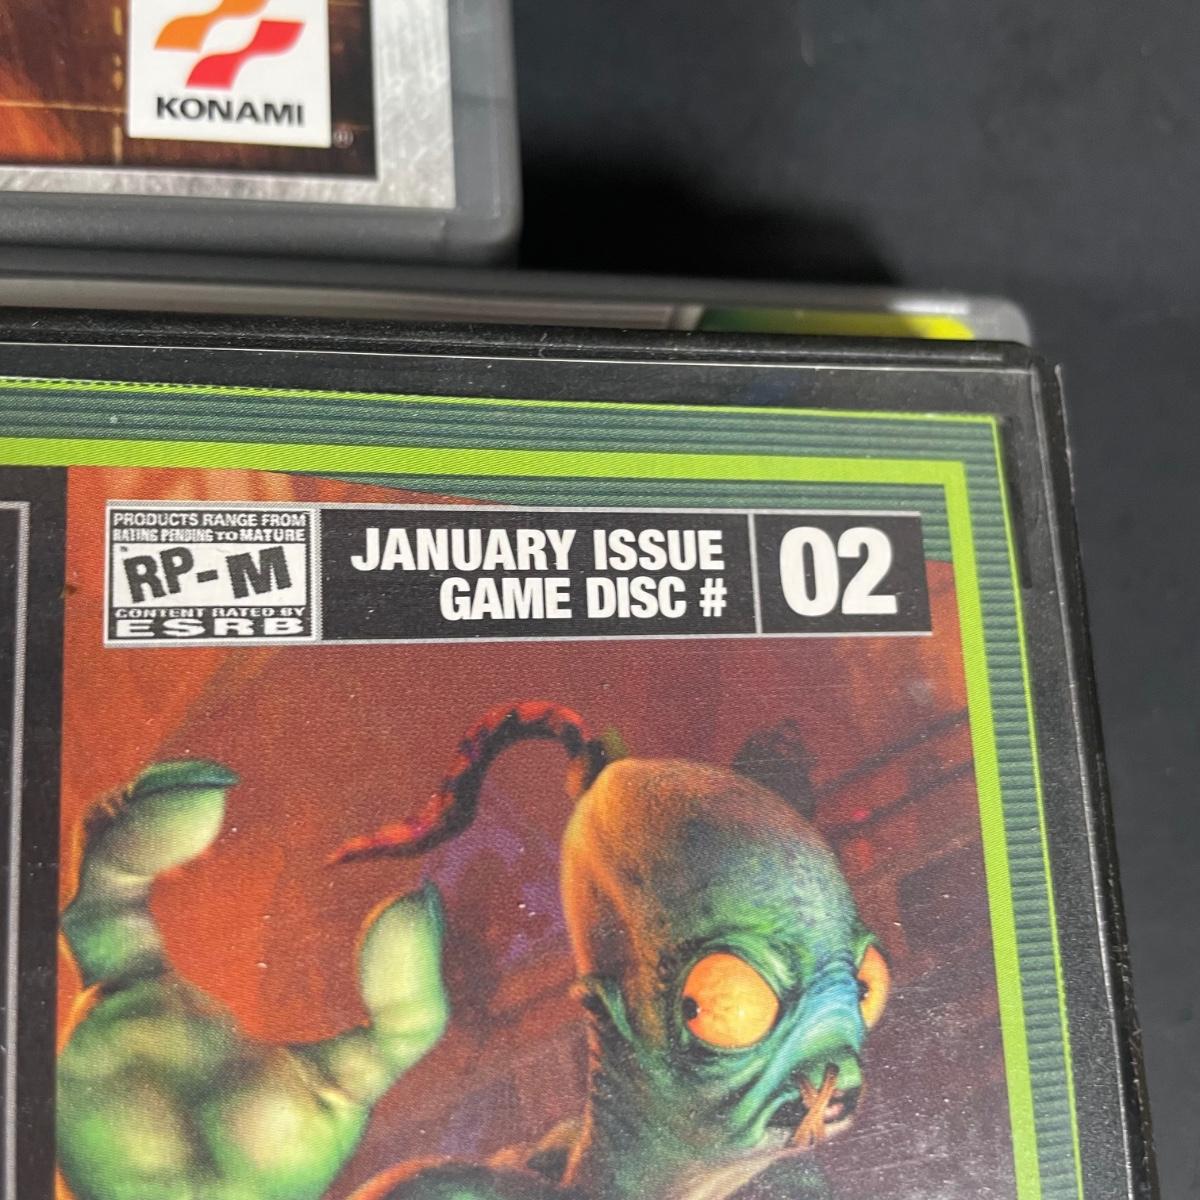 KONAMI
®
PRODUCTS RANGE FROM
RATING PENDING TO MATURE
RP-M
CONTENT RATED BY
ESRB
JANUARY ISSUE
GAME DISC #
02